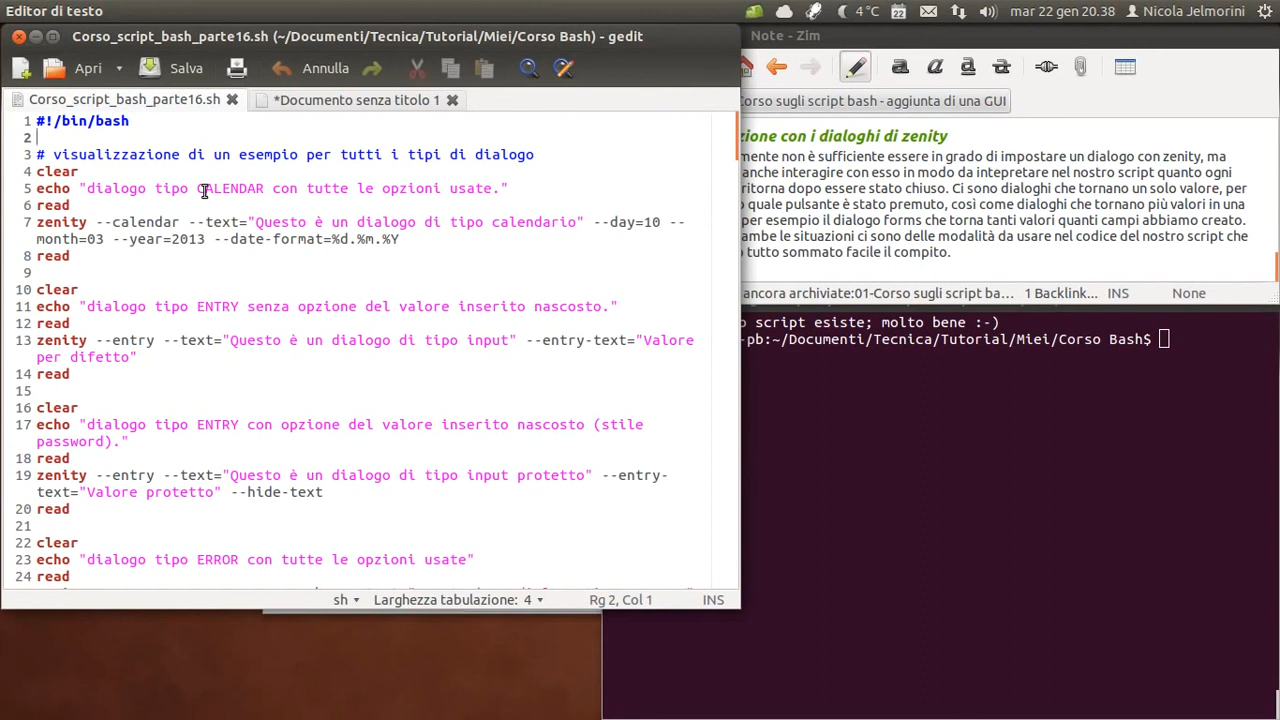 Editor di testo
4 °C
22
mar 22 gen 20.38
Nicola Jelmorini
Corso_script_bash_parte16.sh (~/Documenti/Tecnica/Tutorial/Miei/Corso Bash) - gedit
Apri
Salva
Annulla
Corso_script_bash_parte16.sh
*Documento senza titolo 1
1 #!/bin/bash
2
3 # visualizzazione di un esempio per tutti i tipi di dialogo
4 clear
5 echo "dialogo tipo CALENDAR con tutte le opzioni usate."
6 read
7 zenity --calendar --text="Questo è un dialogo di tipo calendario" --day=10 --
month=03 --year=2013 --date-format=%d.%m.%Y
8 read
9
10 clear
11 echo "dialogo tipo ENTRY senza opzione del valore inserito nascosto."
12 read
13 zenity --entry --text="Questo è un dialogo di tipo input" --entry-text="Valore
per difetto"
14 read
15
16 clear
17 echo "dialogo tipo ENTRY con opzione del valore inserito nascosto (stile
password)."
18 read
19 zenity --entry --text="Questo è un dialogo di tipo input protetto" --entry-
text="Valore protetto" --hide-text
20 read
21
22 clear
23 echo "dialogo tipo ERROR con tutte le opzioni usate"
24 read
sh
Larghezza tabulazione: 4
Rg 2, Col 1
INS
Note - Zim
a a a a
Corso sugli script bash - aggiunta di una GUI
zione con i dialoghi di zenity
mente non è sufficiente essere in grado di impostare un dialogo con zenity, ma
anche interagire con esso in modo da intepretare nel nostro script quanto ogni
ritorna dopo essere stato chiuso. Ci sono dialoghi che tornano un solo valore, per
quale pulsante è stato premuto, così come dialoghi che tornano più valori in una
per esempio il dialogo forms che torna tanti valori quanti campi abbiamo creato.
ambe le situazioni ci sono delle modalità da usare nel codice del nostro script che
tutto sommato facile il compito.
ancora archiviate:01-Corso sugli script ba...
1 Backlink...
INS
None
o script esiste; molto bene :-)
-pb:~/Documenti/Tecnica/Tutorial/Miei/Corso Bash$